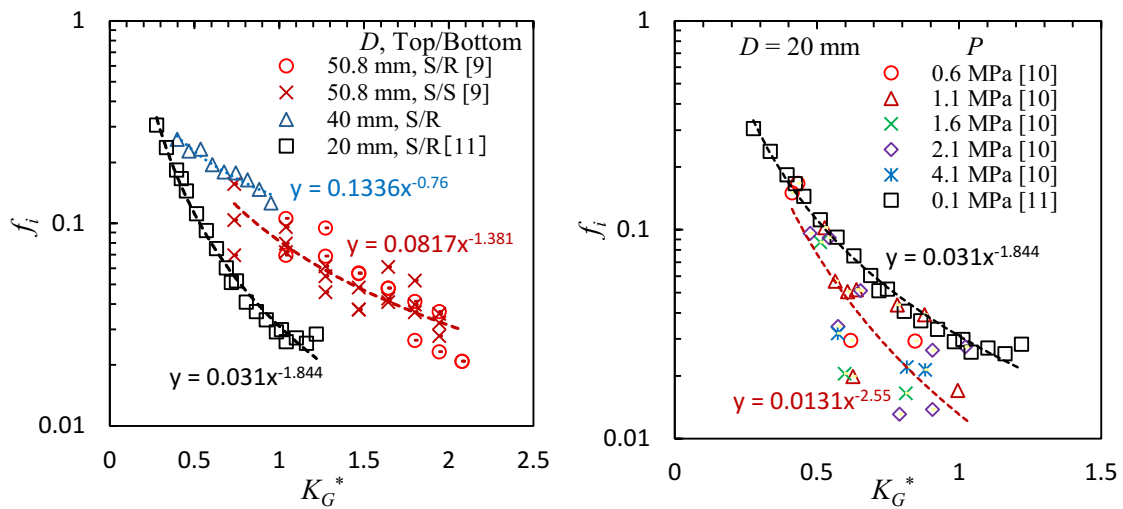 1
0.1
0.01
f_i
D, Top/Bottom
50.8 mm, S/R [9]
50.8 mm, S/S [9]
40 mm, S/R
20 mm, S/R[11]
y = 0.1336x^-0.76
y = 0.0817x^-1.381
y = 0.031x^-1.844
0 0.5 1 1.5 2 2.5
K_G^*
1
0.1
0.01
f_i
D = 20 mm
P
0.6 MPa [10]
1.1 MPa [10]
1.6 MPa [10]
2.1 MPa [10]
4.1 MPa [10]
0.1 MPa [11]
y = 0.031x^-1.844
y = 0.0131x^-2.55
0 0.5 1 1.5
K_G^*